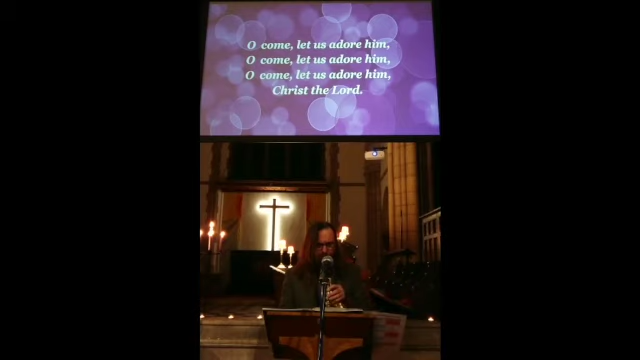 O come, let us adore him,
O come, let us adore him,
O come, let us adore him,
Christ the Lord.